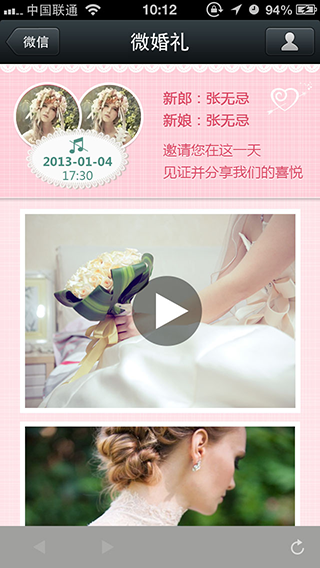 中国联通
10:12
94%
微信
微婚礼
新郎：张无忌
新娘：张无忌
邀请您在这一天
见证并分享我们的喜悦
2013-01-04
17:30